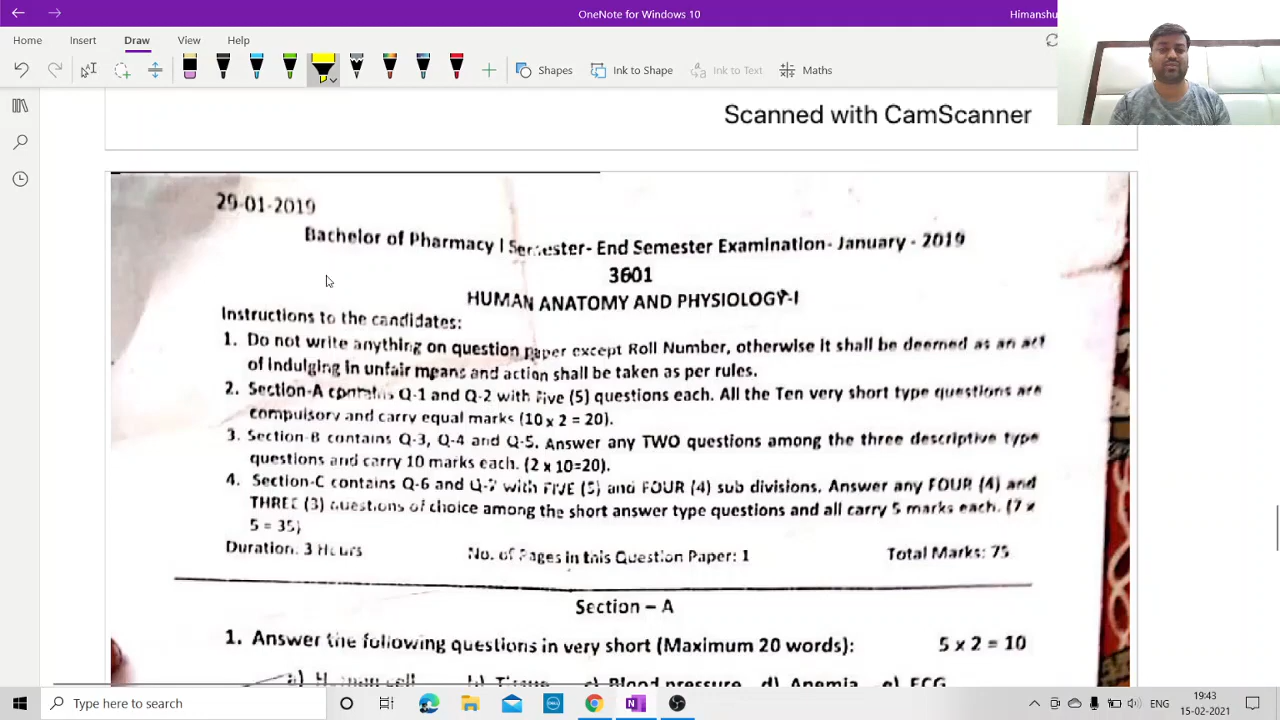 OneNote for Windows 10
Himanshu
Home Insert Draw View Help
Shapes Ink to Shape Ink to Text Maths
Scanned with CamScanner
29-01-2019
Bachelor of Pharmacy I Semester- End Semester Examination- January - 2019
3601
HUMAN ANATOMY AND PHYSIOLOGY-I
Instructions to the candidates:
1. Do not write anything on question paper except Roll Number, otherwise it shall be deemed as an act
of indulging in unfair means and action shall be taken as per rules.
2. Section-A contains Q-1 and Q-2 with Five (5) questions each. All the Ten very short type questions are
compulsory and carry equal marks (10 x 2 = 20).
3. Section-B contains Q-3, Q-4 and Q-5. Answer any TWO questions among the three descriptive type
questions and carry 10 marks each. (2 x 10=20).
4. Section-C contains Q-6 and Q-7 with FIVE (5) and FOUR (4) sub divisions. Answer any FOUR (4) and
THREE (3) questions of choice among the short answer type questions and all carry 5 marks each. (7 x
5 = 35)
Duration: 3 Hours No. of Pages in this Question Paper: 1 Total Marks: 75
Section – A
1. Answer the following questions in very short (Maximum 20 words): 5 x 2 = 10
a) Human cell b) Tissue c) Blood pressure d) Anemia e) ECG
Type here to search
19:43
15-02-2021